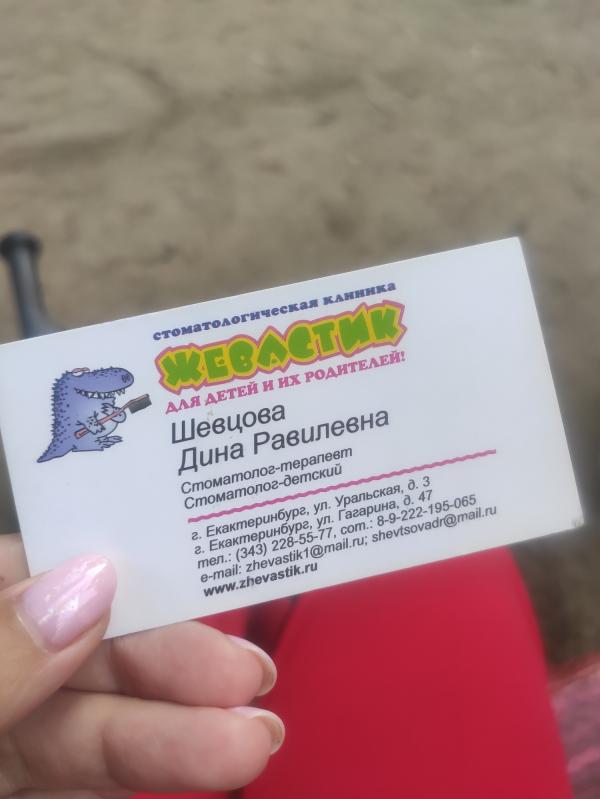 стоматологическая клиника
ЖЕВАСТИК
ДЛЯ ДЕТЕЙ И ИХ РОДИТЕЛЕЙ!
Шевцова
Дина Равилевна
Стоматолог-терапевт
Стоматолог-детский
г. Екактеринбург, ул. Уральская, д. 3
г. Екактеринбург, ул. Гагарина, д. 47
тел.: (343) 228-55-77, сот.: 8-9-222-195-065
e-mail: zhevastik1@mail.ru; shevtsovadr@mail.ru
www.zhevastik.ru